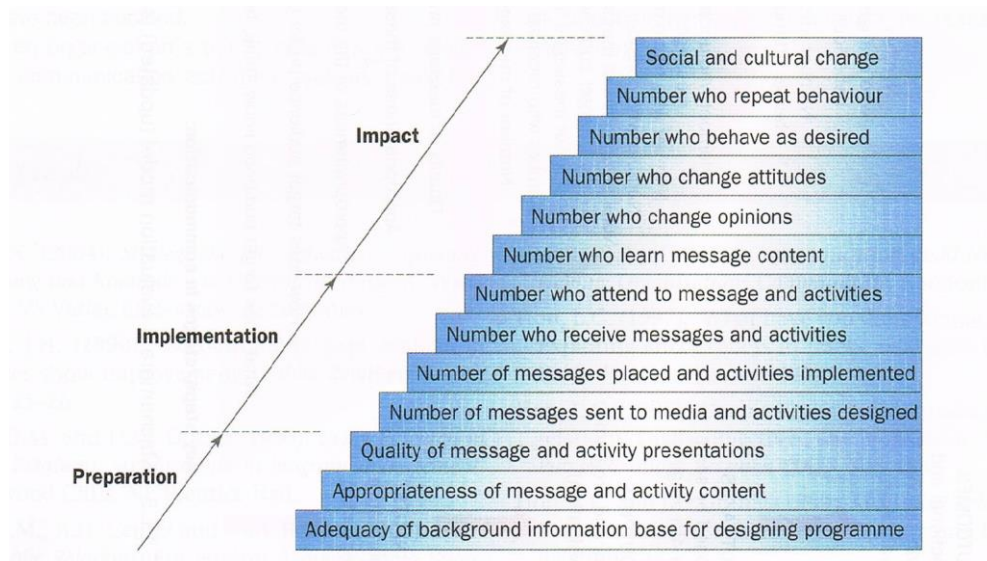 Social and cultural change
Number who repeat behaviour
Impact
Number who behave as desired
Number who change attitudes
Number who change opinions
Number who learn message content
Number who attend to message and activities
Implementation
Number who receive messages and activities
Number of messages placed and activities implemented
Number of messages sent to media and activities designed
Quality of message and activity presentations
Preparation
Appropriateness of message and activity content
Adequacy of background information base for designing programme